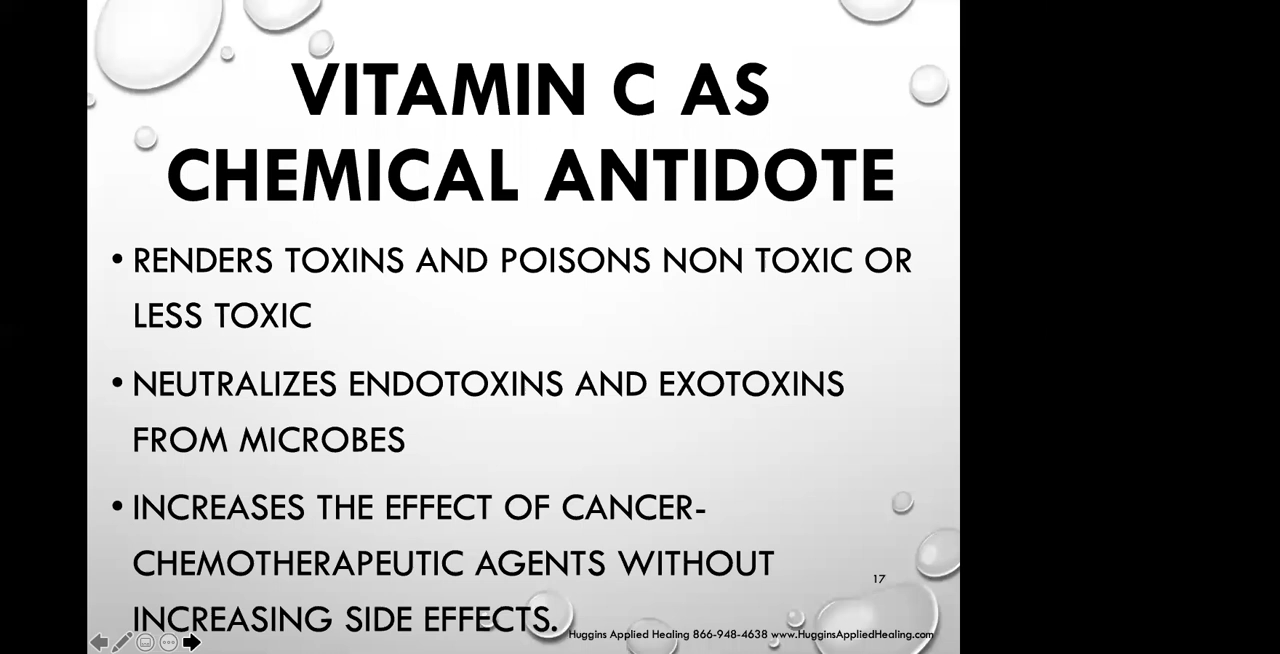 VITAMIN C AS
CHEMICAL ANTIDOTE
• RENDERS TOXINS AND POISONS NON TOXIC OR
LESS TOXIC
• NEUTRALIZES ENDOTOXINS AND EXOTOXINS
FROM MICROBES
• INCREASES THE EFFECT OF CANCER-
CHEMOTHERAPEUTIC AGENTS WITHOUT
INCREASING SIDE EFFECTS.
17
Huggins Applied Healing 866-948-4638 www.HugginsAppliedHealing.com